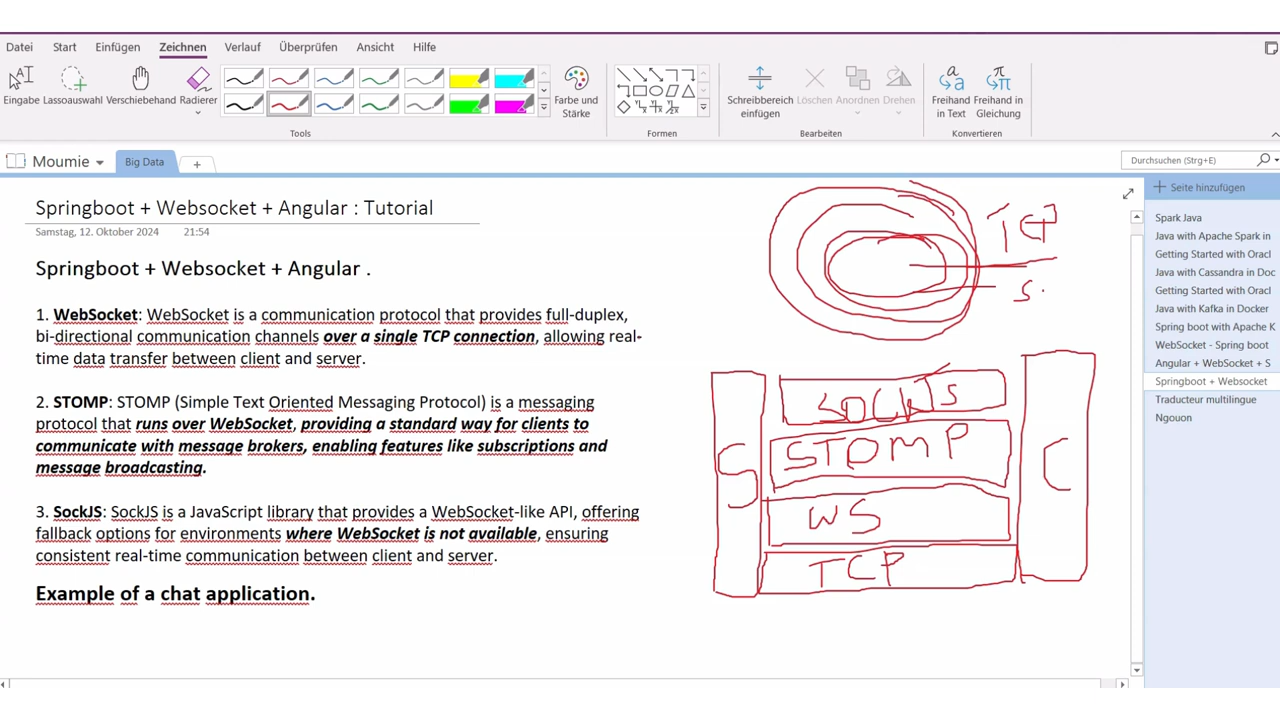 Datei Start Einfügen Zeichnen Verlauf Überprüfen Ansicht Hilfe
Eingabe Lassoauswahl Verschiebehand Radierer
Farbe und
Stärke
Schreibbereich
einfügen
Löschen Anordnen Drehen
Freihand
in Text
Freihand in
Gleichung
Tools Formen Bearbeiten Konvertieren
Moumie Big Data +
Durchsuchen (Strg+E)
Springboot + Websocket + Angular : Tutorial
Samstag, 12. Oktober 2024 21:54
Springboot + Websocket + Angular .
1. WebSocket: WebSocket is a communication protocol that provides full-duplex,
bi-directional communication channels over a single TCP connection, allowing real-
time data transfer between client and server.
2. STOMP: STOMP (Simple Text Oriented Messaging Protocol) is a messaging
protocol that runs over WebSocket, providing a standard way for clients to
communicate with message brokers, enabling features like subscriptions and
message broadcasting.
3. SockJS: SockJS is a JavaScript library that provides a WebSocket-like API, offering
fallback options for environments where WebSocket is not available, ensuring
consistent real-time communication between client and server.
Example of a chat application.
TCP
S.
S
SOCKJS
STOMP
WS
TCP
C
Seite hinzufügen
Spark Java
Java with Apache Spark in
Getting Started with Oracl
Java with Cassandra in Doc
Getting Started with Oracl
Java with Kafka in Docker
Spring boot with Apache K
WebSocket - Spring boot
Angular + WebSocket + S
Springboot + Websocket
Traducteur multilingue
Ngouon